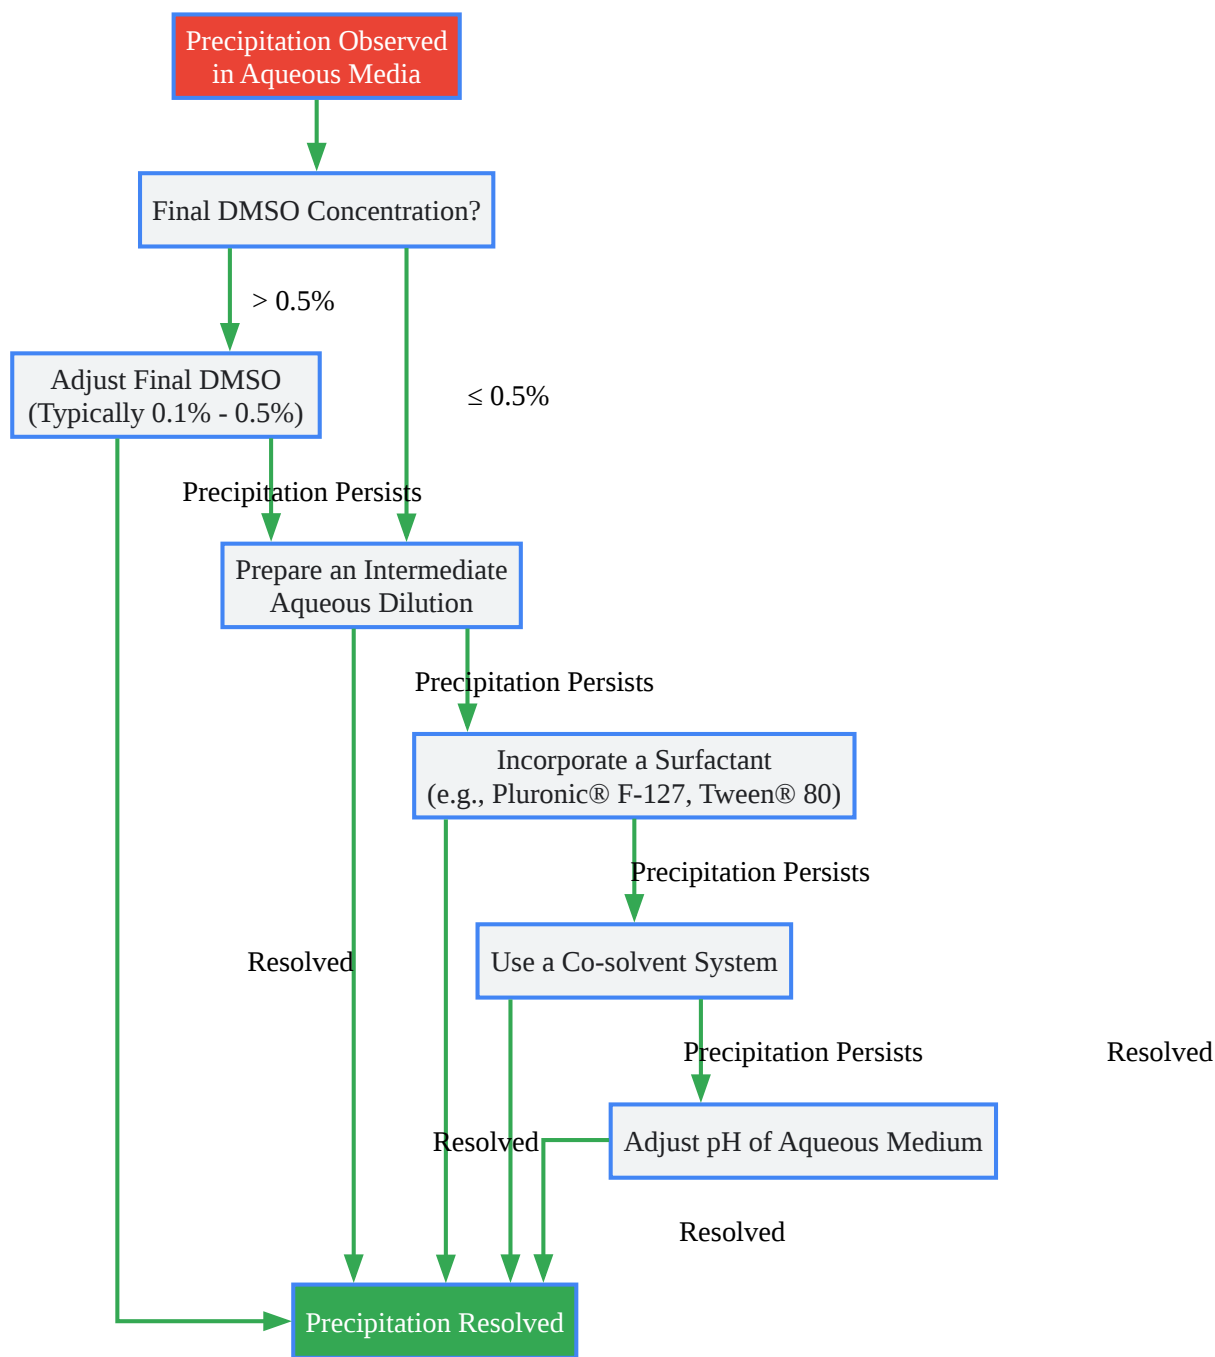 Precipitation Observed
in Aqueous Media
Final DMSO Concentration?
> 0.5%
Adjust Final DMSO
(Typically 0.1% - 0.5%)
≤ 0.5%
Precipitation Persists
Prepare an Intermediate
Aqueous Dilution
Precipitation Persists
Incorporate a Surfactant
(e.g., Pluronic® F-127, Tween® 80)
Precipitation Persists
Resolved
Use a Co-solvent System
Precipitation Persists
Resolved
Resolved
Adjust pH of Aqueous Medium
Resolved
Precipitation Resolved